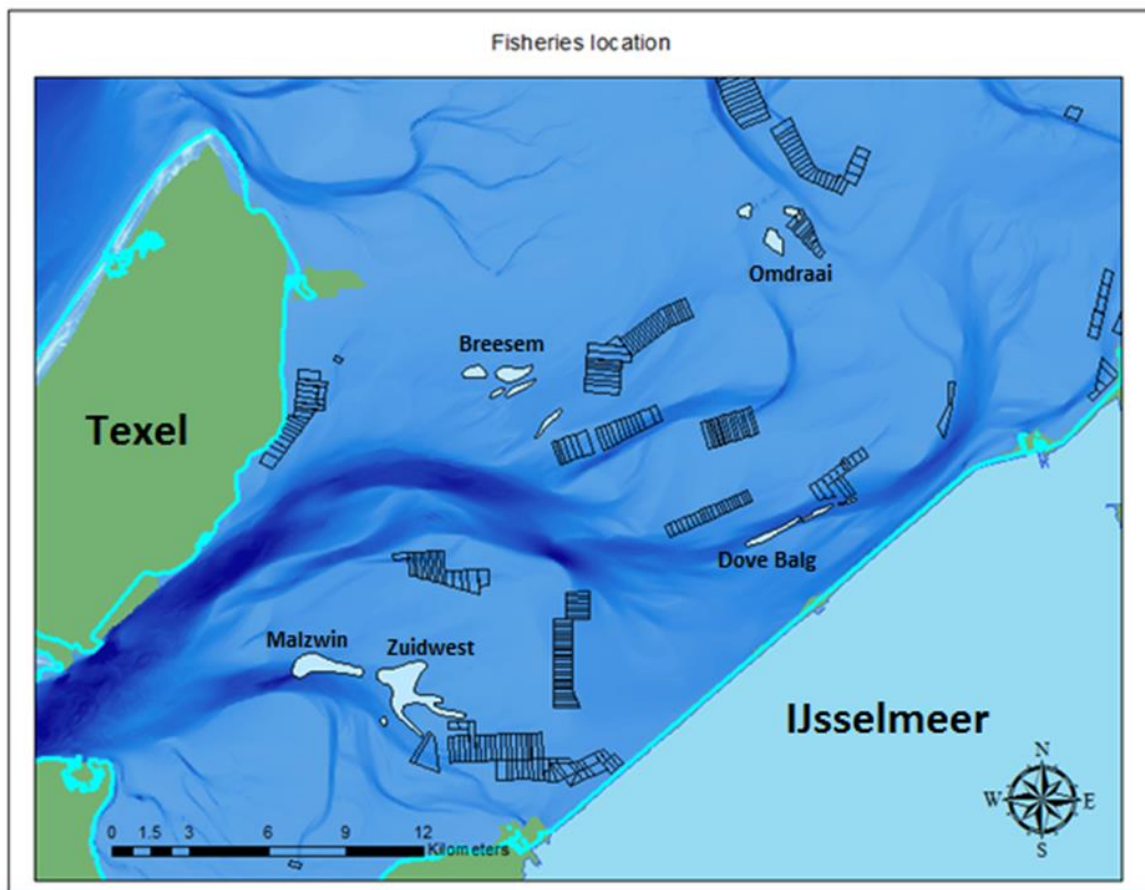 Fisheries location
Omdraai
Breesem
Texel
Dove Balg
Malzwin
Zuidwest
IJsselmeer
N
W E
S
0 1.5 3 6 9 12
Kilometers